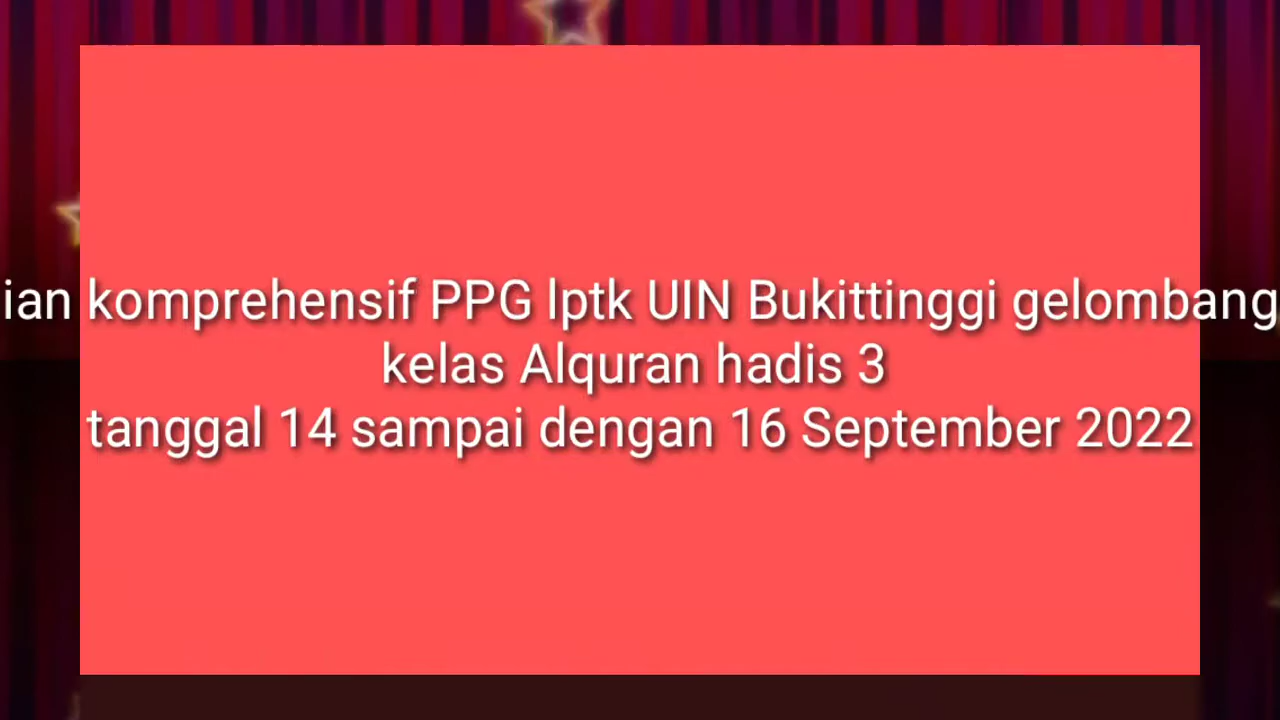 ian komprehensif PPG lptk UIN Bukittinggi gelombang
kelas Alquran hadis 3
tanggal 14 sampai dengan 16 September 2022